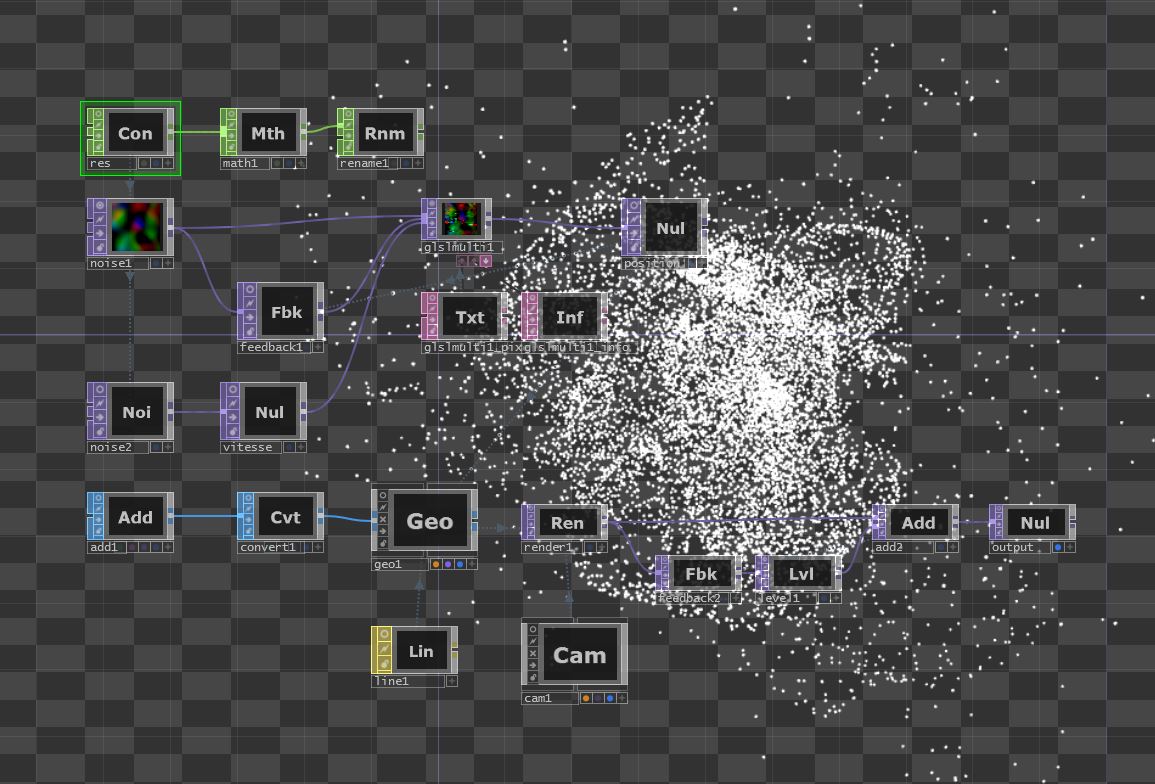 Con Mth Rnm
res math1 rename1
Nul
noise1 glslmulti1 position
Fbk Txt Inf
feedback1 glslmulti1_pix glslmulti1_info
Noi Nul
noise2 vitesse
Add Cvt Geo Ren Add Nul
add1 convert1 geo1 render1 add2 output
Fbk Lvl
feedback2 level1
Lin Cam
line1 cam1